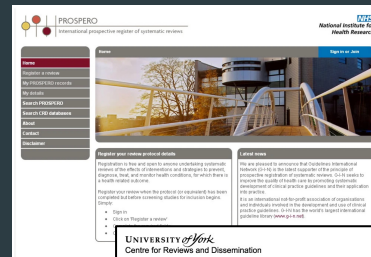 PROSPERO
International prospective register of systematic reviews
NHS
National Institute for
Health Research
Home
Sign in or Join
Home
Register a review
My PROSPERO records
My details
Search PROSPERO
Search CRD databases
About
Contact
Disclaimer
Register your review protocol details
Registration is free and open to anyone undertaking systematic
reviews of the effects of interventions and strategies to prevent,
diagnose, treat, and monitor health conditions, for which there is
a health related outcome.
Register your review when the protocol (or equivalent) has been
completed but before screening studies for inclusion begins.
Simple:
Sign in
Click on 'Register a review'
Latest news
We are pleased to announce that Guidelines International
Network (G-I-N) is the latest supporter of the principle of
prospective registration of systematic reviews. G-I-N seeks to
improve the quality of health care by promoting systematic
development of clinical practice guidelines and their application
into practice.
It is an international not-for-profit association of organisations
and individuals involved in the development and use of clinical
practice guidelines. G-I-N has the world's largest international
guideline library (www.g-i-n.net).
UNIVERSITY of York
Centre for Reviews and Dissemination